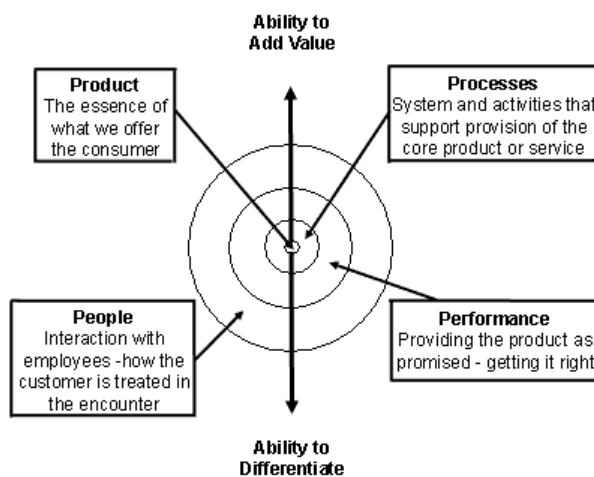 Ability to
Add Value
Product
The essence of
what we offer
the consumer
Processes
System and activities that
support provision of the
core product or service
People
Interaction with
employees -how the
customer is treated in
the encounter
Performance
Providing the product as
promised - getting it right
Ability to
Differentiate